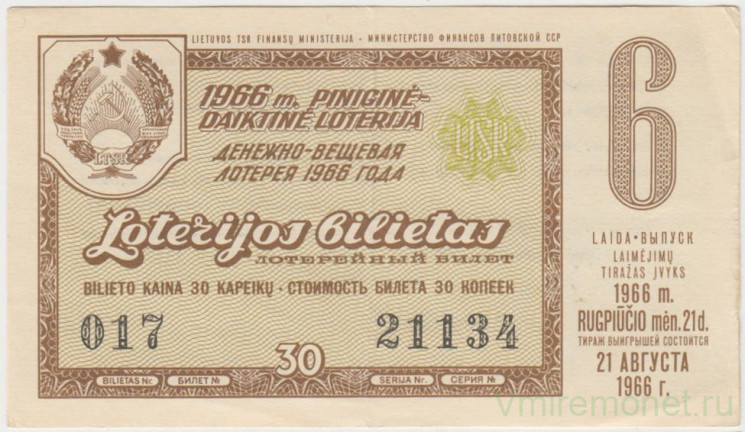 LIETUVOS TSR FINANSŲ MINISTERIJA • МИНИСТЕРСТВО ФИНАНСОВ ЛИТОВСКОЙ ССР
LTSR
1966 m. PINIGINĖ-
DAIKTINĖ LOTERIJA
ДЕНЕЖНО-ВЕЩЕВАЯ
ЛОТЕРЕЯ 1966 ГОДА
LTSR
Loterijos bilietas
ЛОТЕРЕЙНЫЙ БИЛЕТ
BILIETO KAINA 30 KAPEIKŲ • СТОИМОСТЬ БИЛЕТА 30 КОПЕЕК
017 21134
30
BILIETAS Nr. БИЛЕТ № SERIJA Nr. СЕРИЯ №
6
LAIDA • ВЫПУСК
LAIMĖJIMŲ
TIRAŽAS ĮVYKS
1966 m.
RUGPIŪČIO mėn. 21d.
ТИРАЖ ВЫИГРЫШЕЙ СОСТОИТСЯ
21 АВГУСТА
1966 г.
vmiremonet.ru